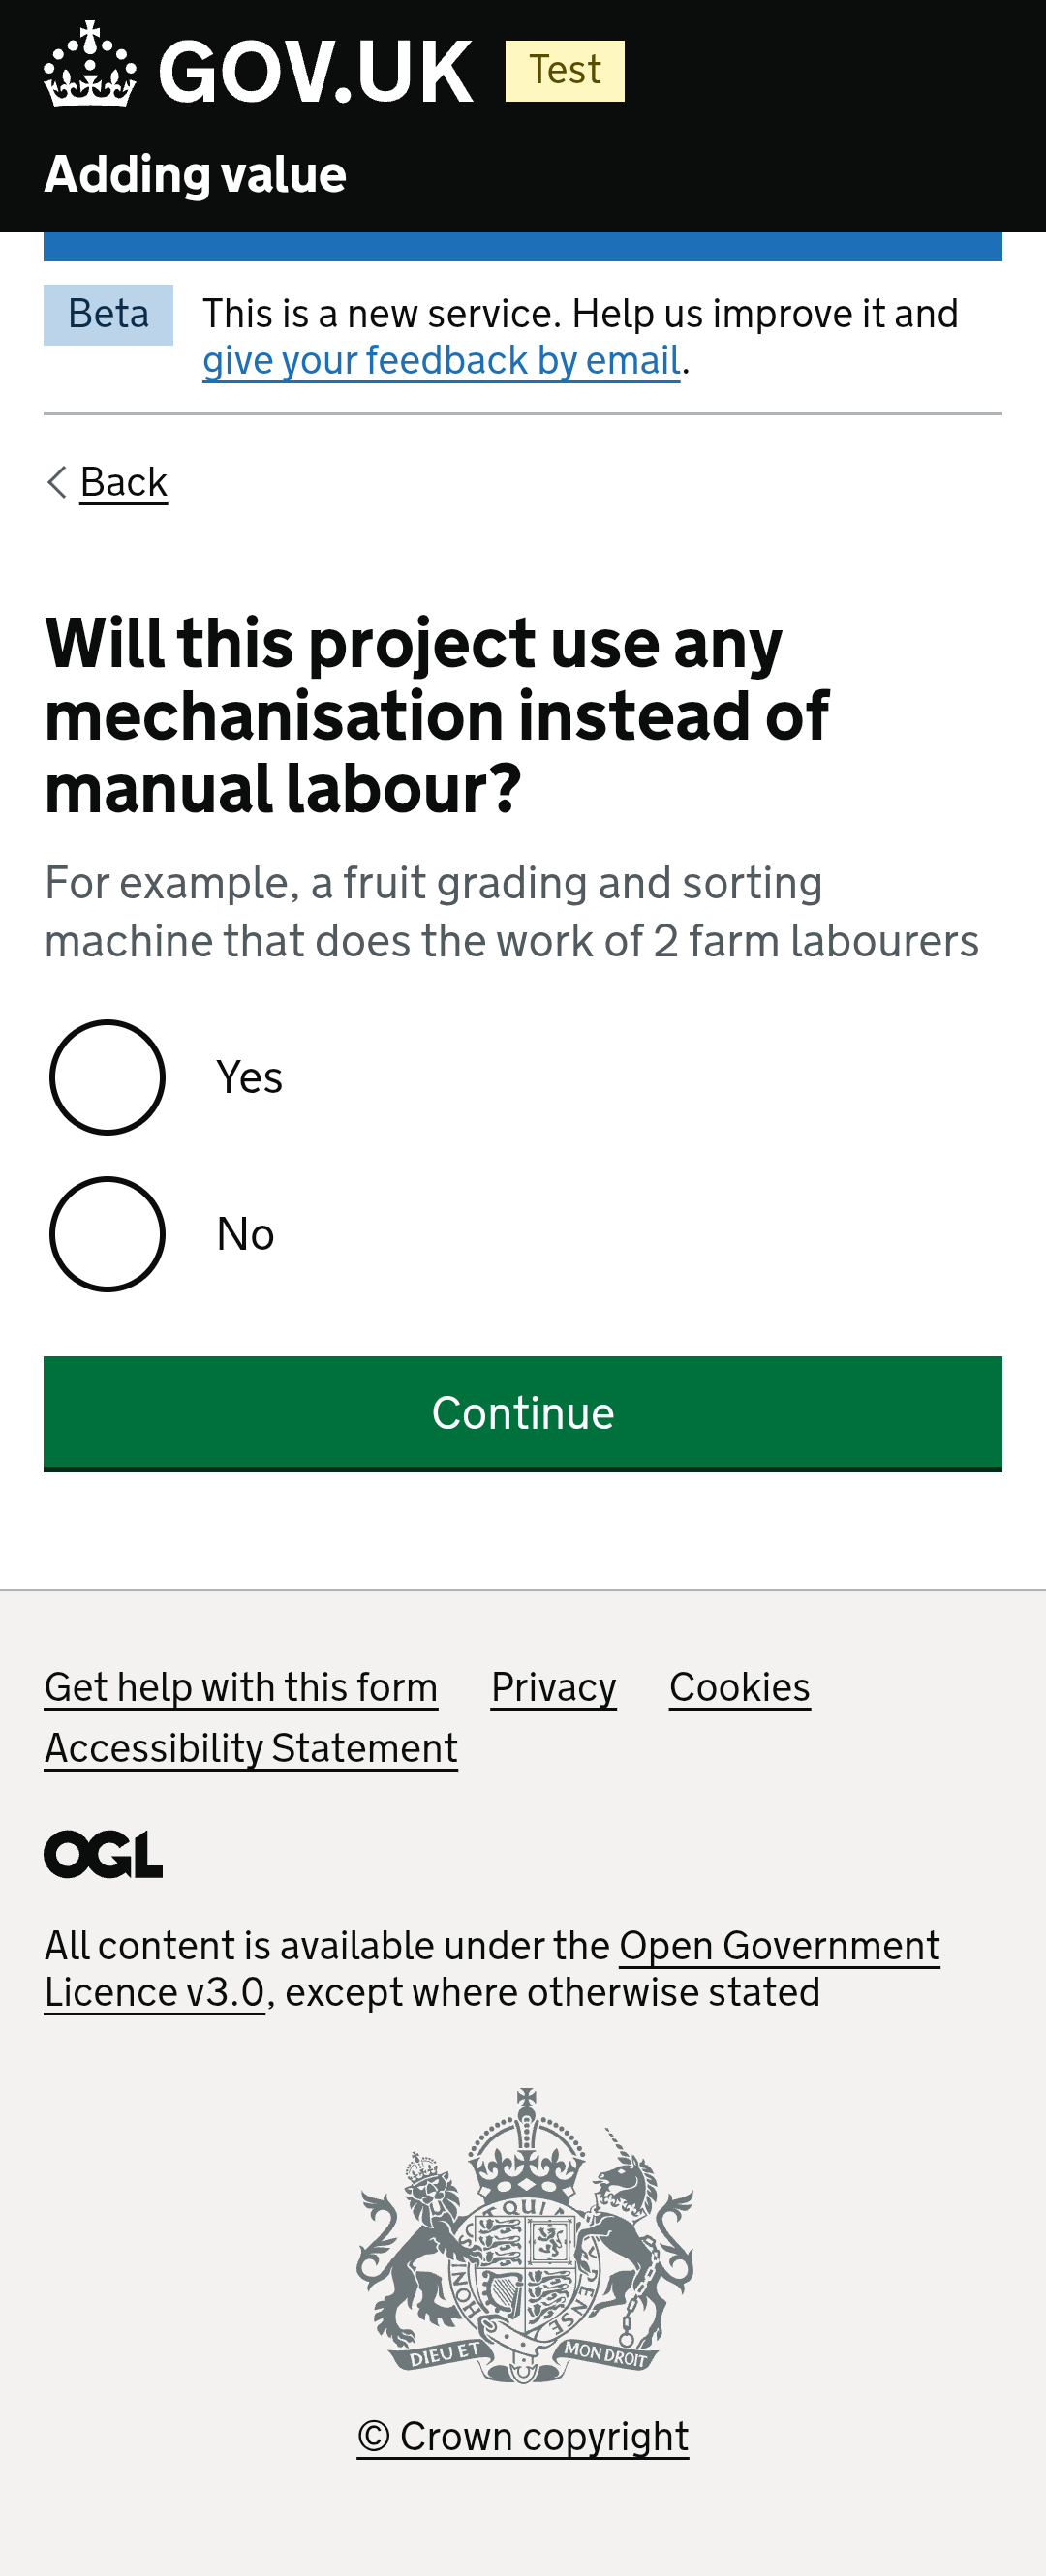 GOV.UK Test
Adding value
Beta This is a new service. Help us improve it and
give your feedback by email.
Back
Will this project use any
mechanisation instead of
manual labour?
For example, a fruit grading and sorting
machine that does the work of 2 farm labourers
Yes
No
Continue
Get help with this form Privacy Cookies
Accessibility Statement
OGL
All content is available under the Open Government
Licence v3.0, except where otherwise stated
QUI
HONI
PENSE
DIEU ET MON DROIT
© Crown copyright